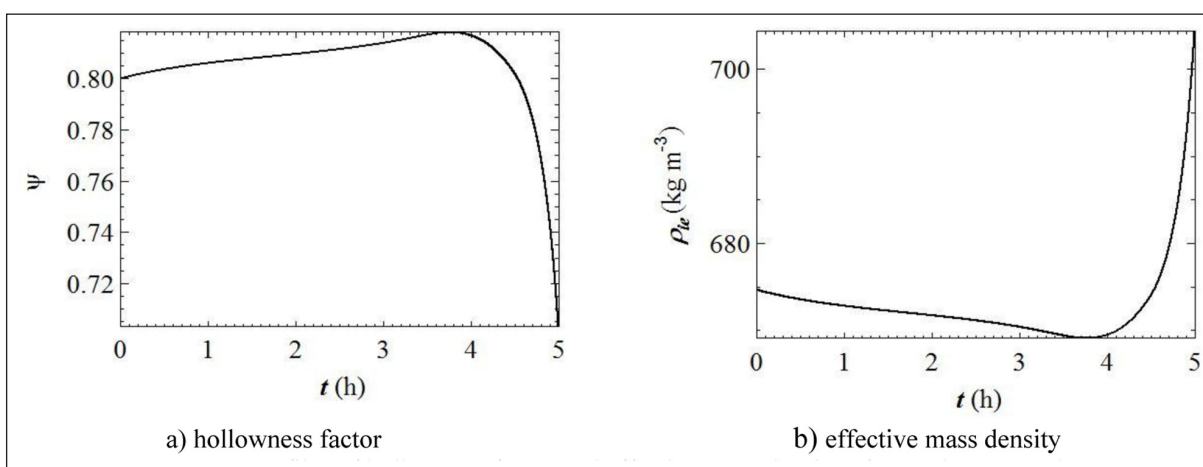 0.80
0.78
0.76
0.74
0.72
ψ
0 1 2 3 4 5
t (h)
a) hollowness factor
700
680
ρie (kg m-3)
0 1 2 3 4 5
t (h)
b) effective mass density